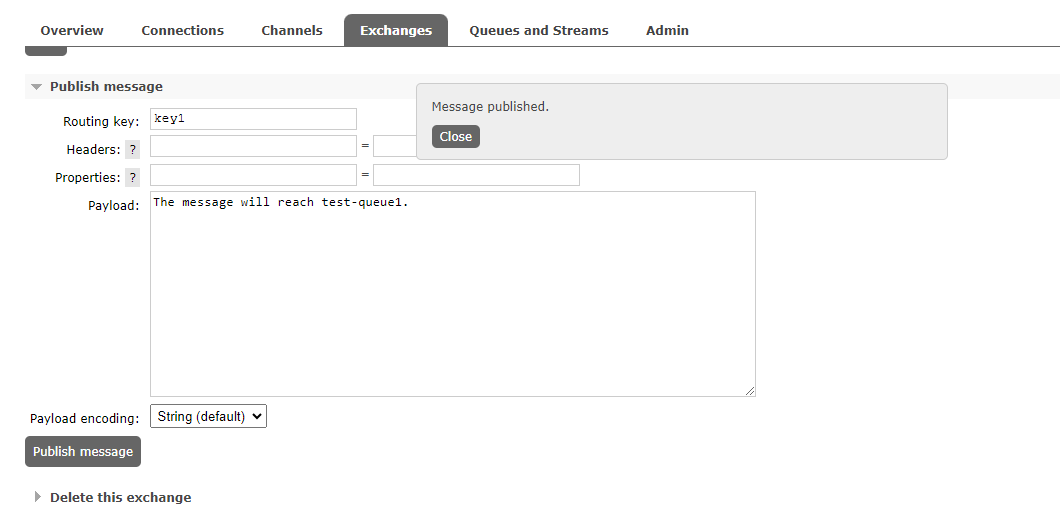 Overview Connections Channels Exchanges Queues and Streams Admin
Publish message
Message published.
Close
Routing key: key1
Headers: ? =
Properties: ? =
Payload: The message will reach test-queue1.
Payload encoding: String (default)
Publish message
Delete this exchange